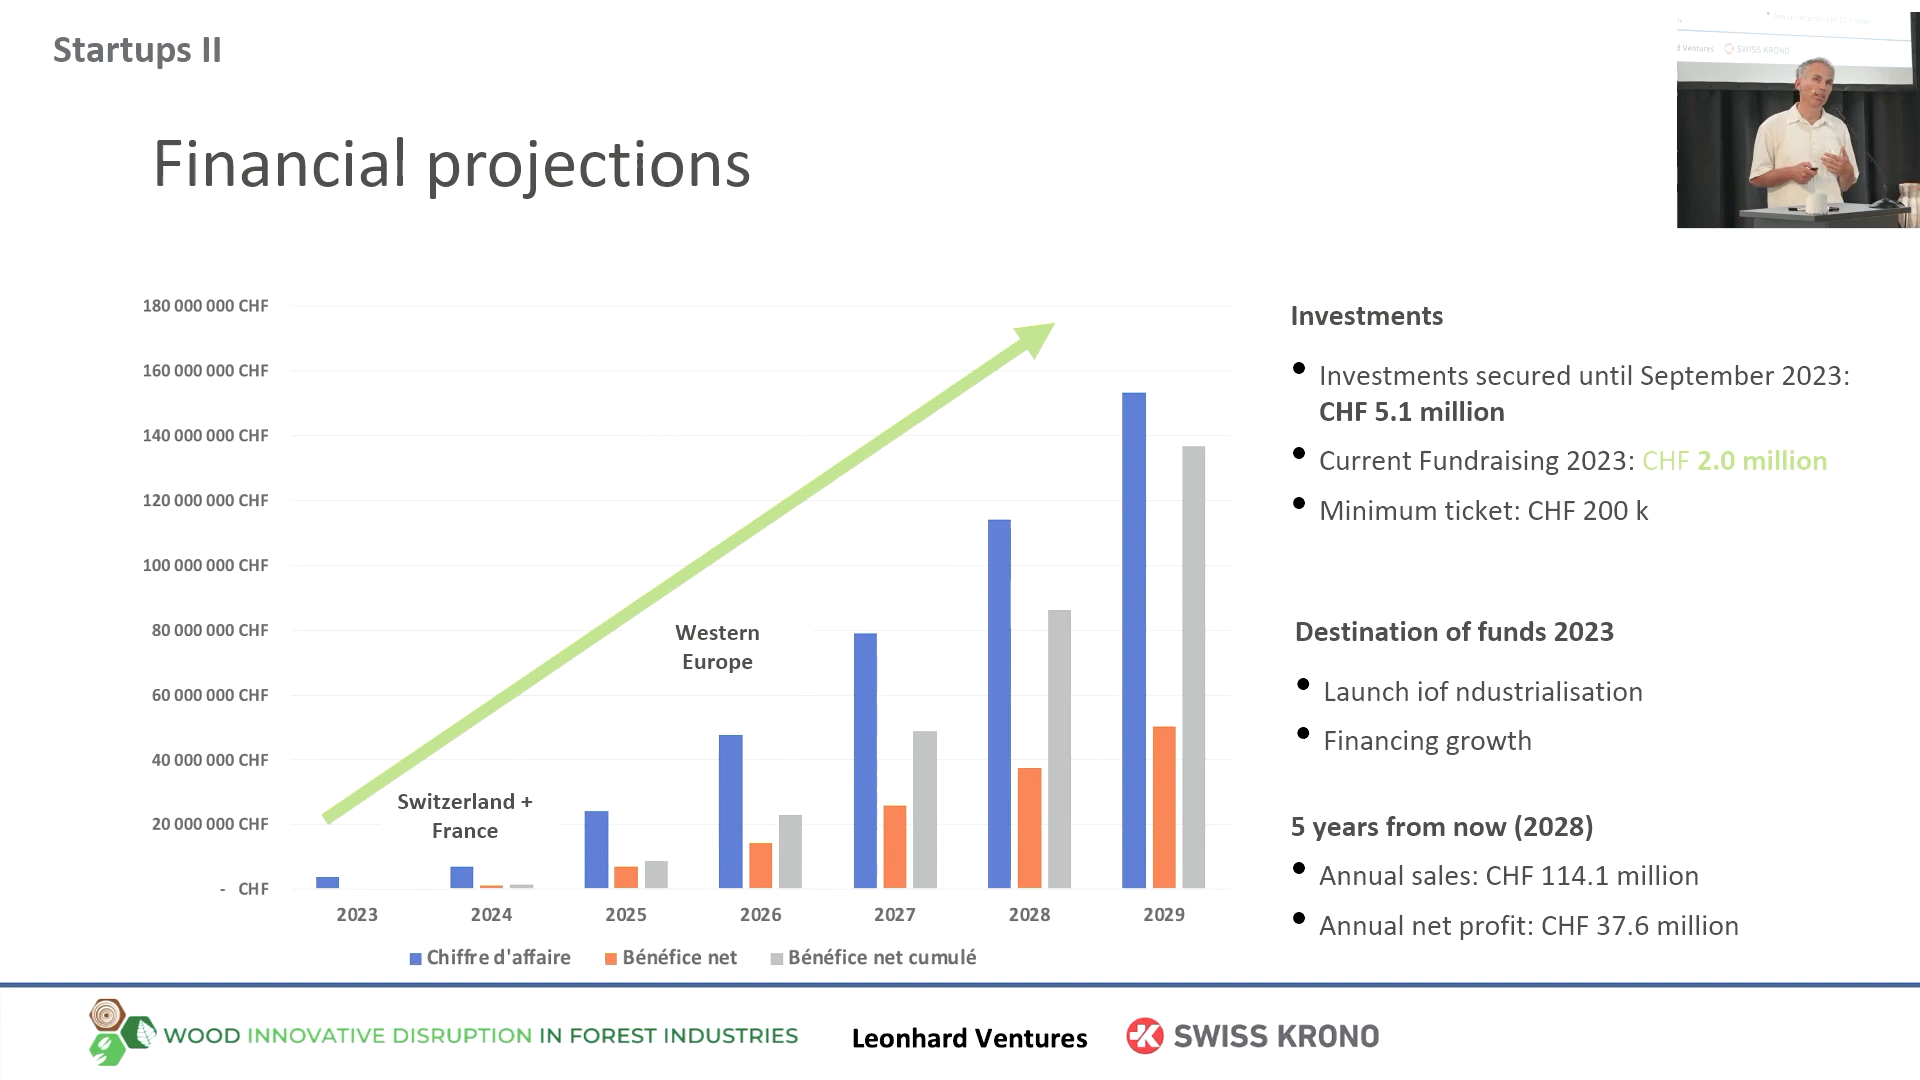 Startups II
d Ventures SWISS KRONO
Financial projections
180 000 000 CHF
160 000 000 CHF
140 000 000 CHF
120 000 000 CHF
100 000 000 CHF
80 000 000 CHF
60 000 000 CHF
40 000 000 CHF
20 000 000 CHF
- CHF
Western
Europe
Switzerland +
France
2023 2024 2025 2026 2027 2028 2029
Chiffre d'affaire Bénéfice net Bénéfice net cumulé
Investments
• Investments secured until September 2023:
CHF 5.1 million
• Current Fundraising 2023: CHF 2.0 million
• Minimum ticket: CHF 200 k
Destination of funds 2023
• Launch iof ndustrialisation
• Financing growth
5 years from now (2028)
• Annual sales: CHF 114.1 million
• Annual net profit: CHF 37.6 million
WOOD INNOVATIVE DISRUPTION IN FOREST INDUSTRIES
Leonhard Ventures
SWISS KRONO